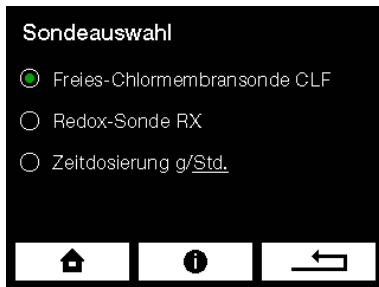 Sondeauswahl
Freies-Chlormembransonde CLF
Redox-Sonde RX
Zeitdosierung g/Std.